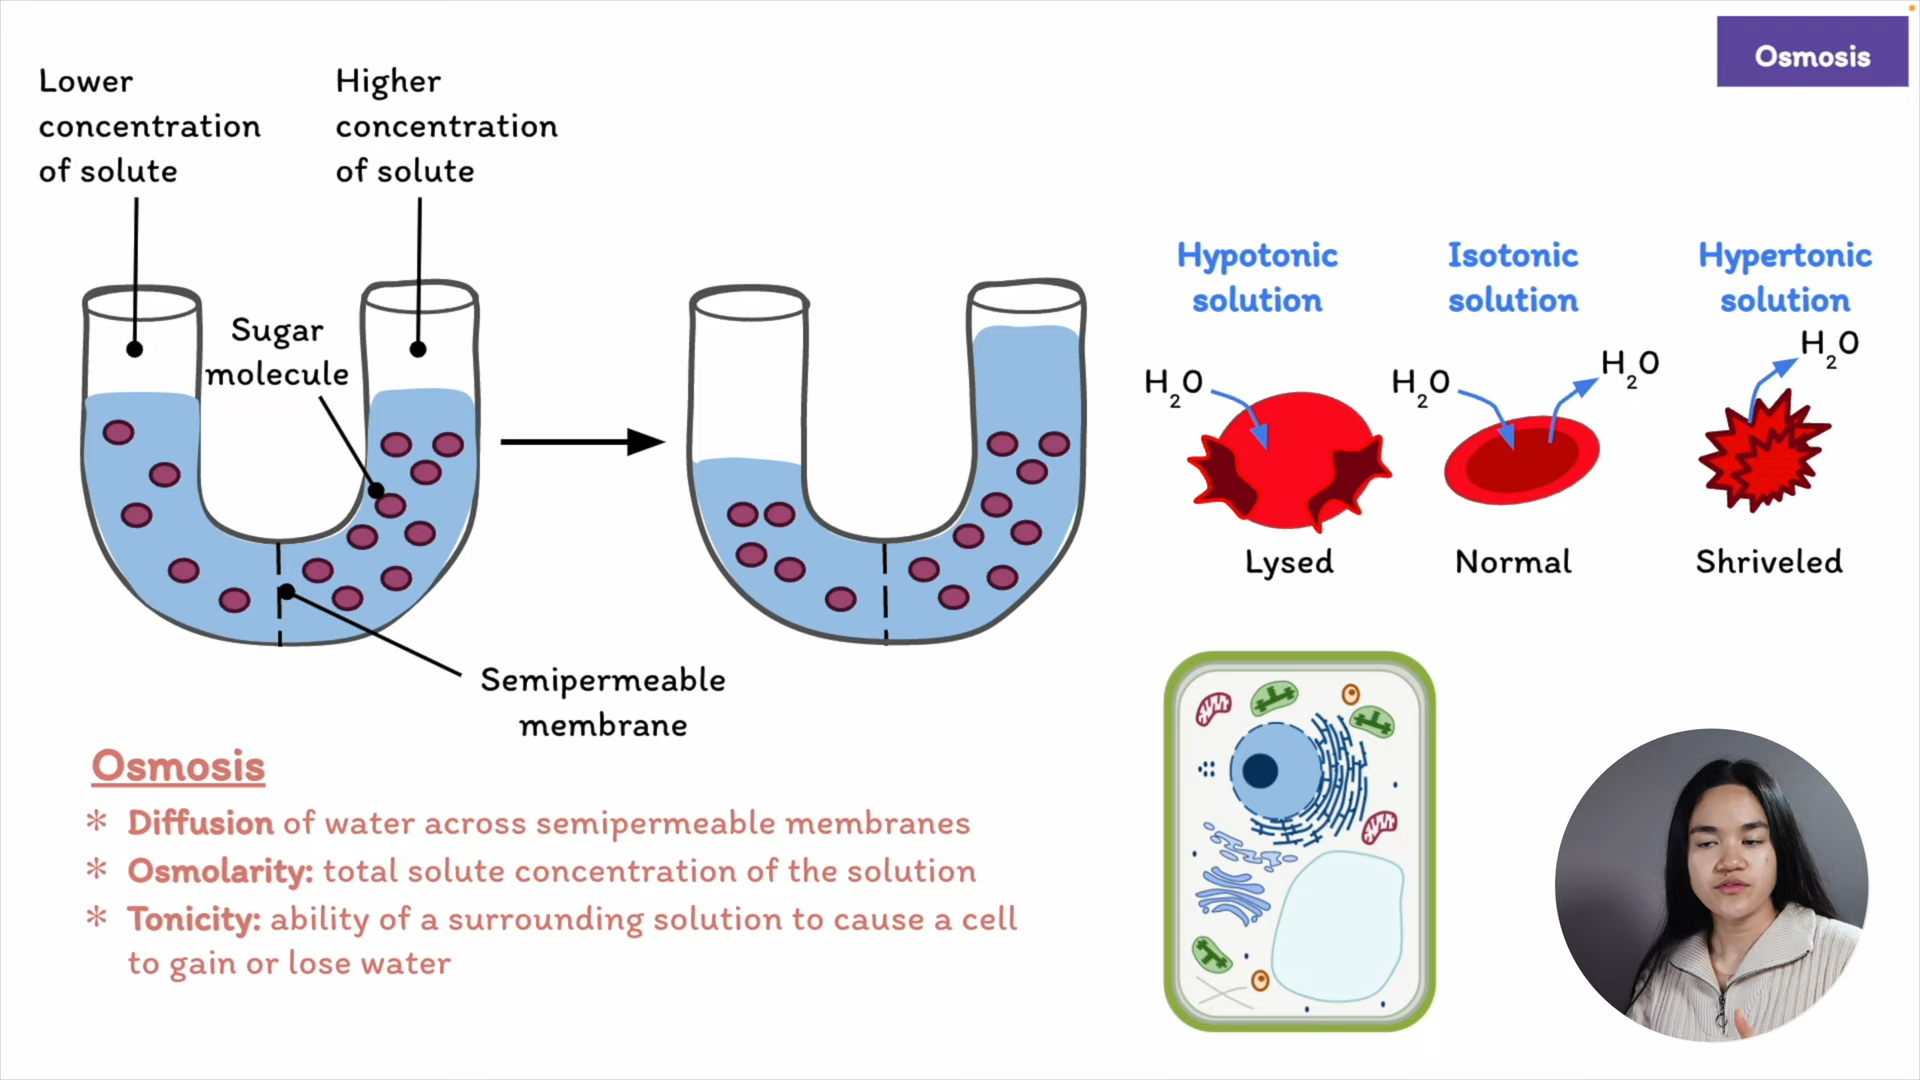 Osmosis
Lower
concentration
of solute
Higher
concentration
of solute
Sugar
molecule
Semipermeable
membrane
Hypotonic
solution
Isotonic
solution
Hypertonic
solution
H2O
H2O
H2O
H2O
Lysed
Normal
Shriveled
Osmosis
* Diffusion of water across semipermeable membranes
* Osmolarity: total solute concentration of the solution
* Tonicity: ability of a surrounding solution to cause a cell
to gain or lose water